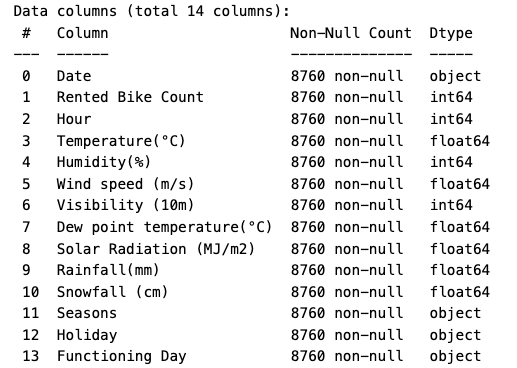 Data columns (total 14 columns):
 #   Column                    Non-Null Count  Dtype
---  ------                    --------------  -----
 0   Date                      8760 non-null   object
 1   Rented Bike Count         8760 non-null   int64
 2   Hour                      8760 non-null   int64
 3   Temperature(°C)           8760 non-null   float64
 4   Humidity(%)               8760 non-null   int64
 5   Wind speed (m/s)          8760 non-null   float64
 6   Visibility (10m)          8760 non-null   int64
 7   Dew point temperature(°C)  8760 non-null   float64
 8   Solar Radiation (MJ/m2)   8760 non-null   float64
 9   Rainfall(mm)              8760 non-null   float64
 10  Snowfall (cm)             8760 non-null   float64
 11  Seasons                   8760 non-null   object
 12  Holiday                   8760 non-null   object
 13  Functioning Day           8760 non-null   object